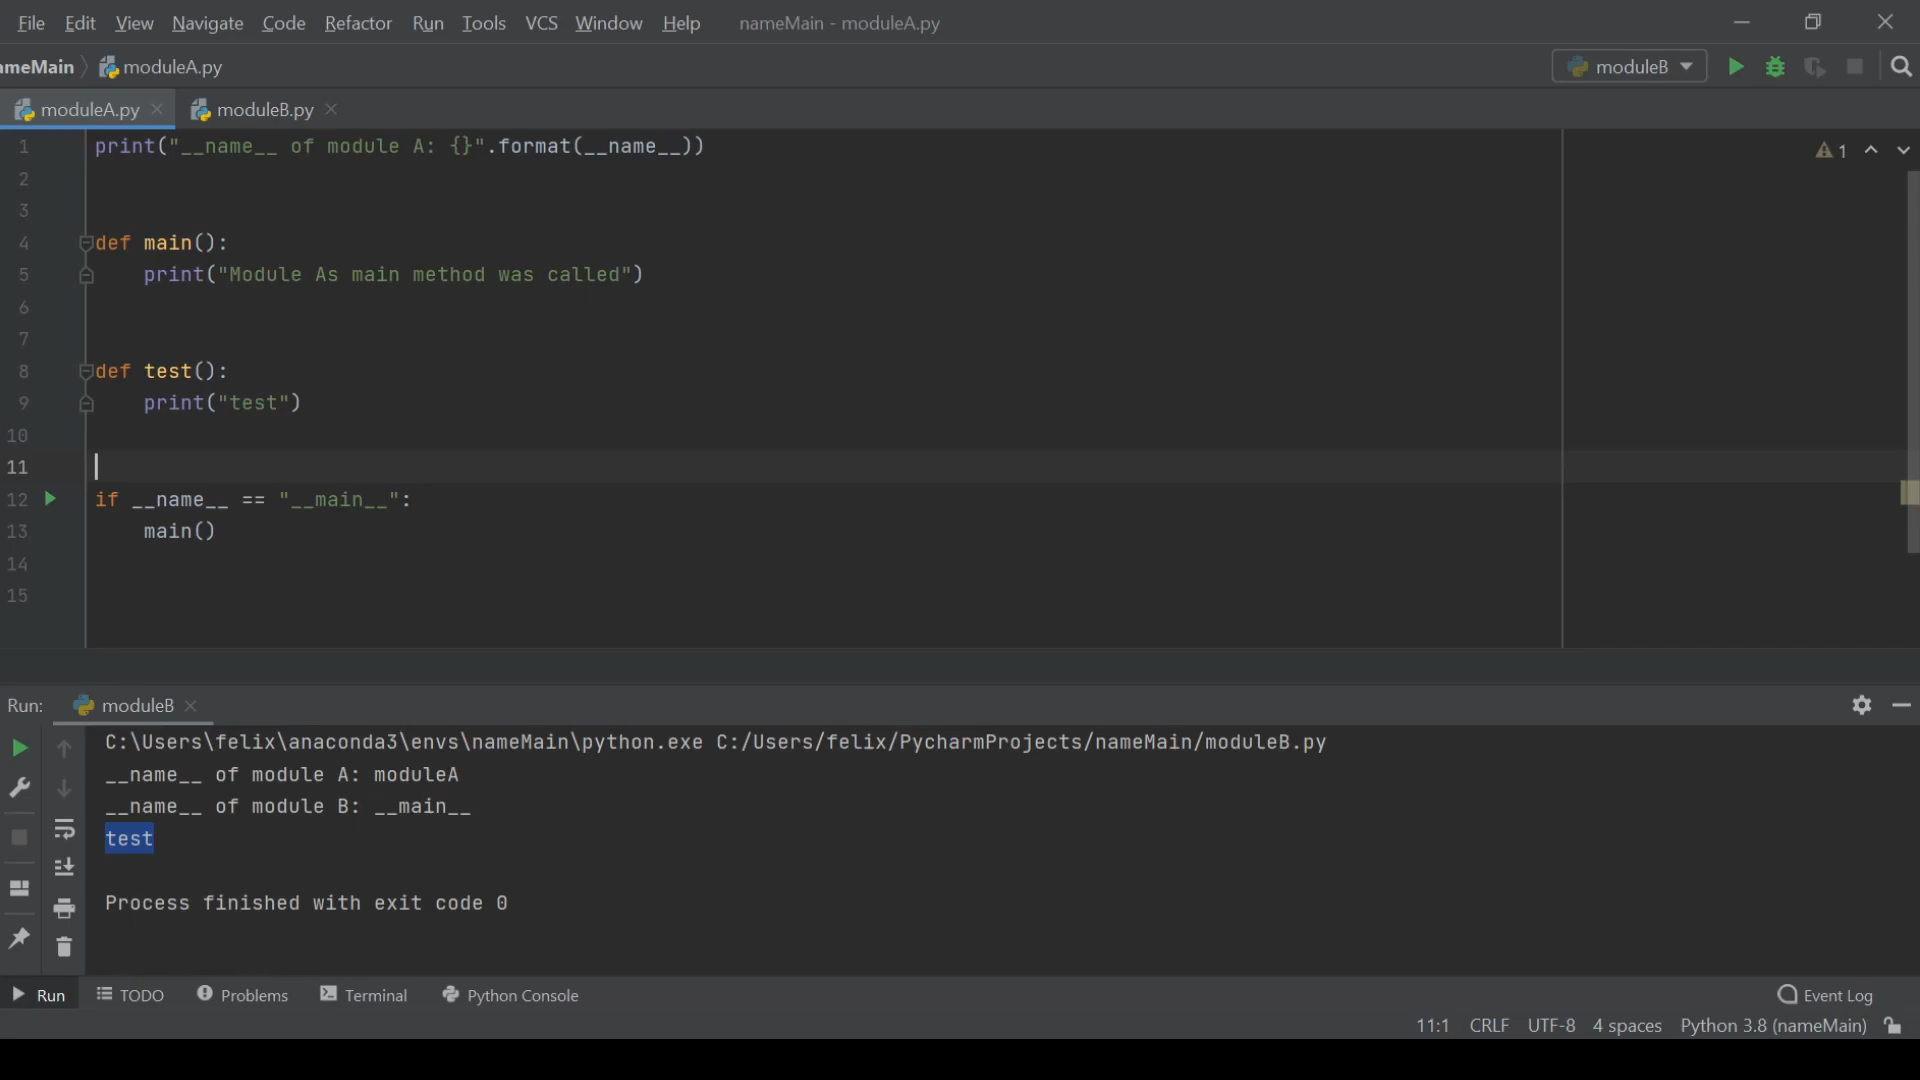 File Edit View Navigate Code Refactor Run Tools VCS Window Help nameMain - moduleA.py
ameMain moduleA.py moduleB
moduleA.py moduleB.py
1 print("__name__ of module A: {}".format(__name__)) 1
2
3
4 def main():
5 print("Module As main method was called")
6
7
8 def test():
9 print("test")
10
11
12 if __name__ == "__main__":
13 main()
14
15
Run: moduleB
C:\Users\felix\anaconda3\envs\nameMain\python.exe C:/Users/felix/PycharmProjects/nameMain/moduleB.py
__name__ of module A: moduleA
__name__ of module B: __main__
test
Process finished with exit code 0
Run TODO Problems Terminal Python Console Event Log
11:1 CRLF UTF-8 4 spaces Python 3.8 (nameMain)